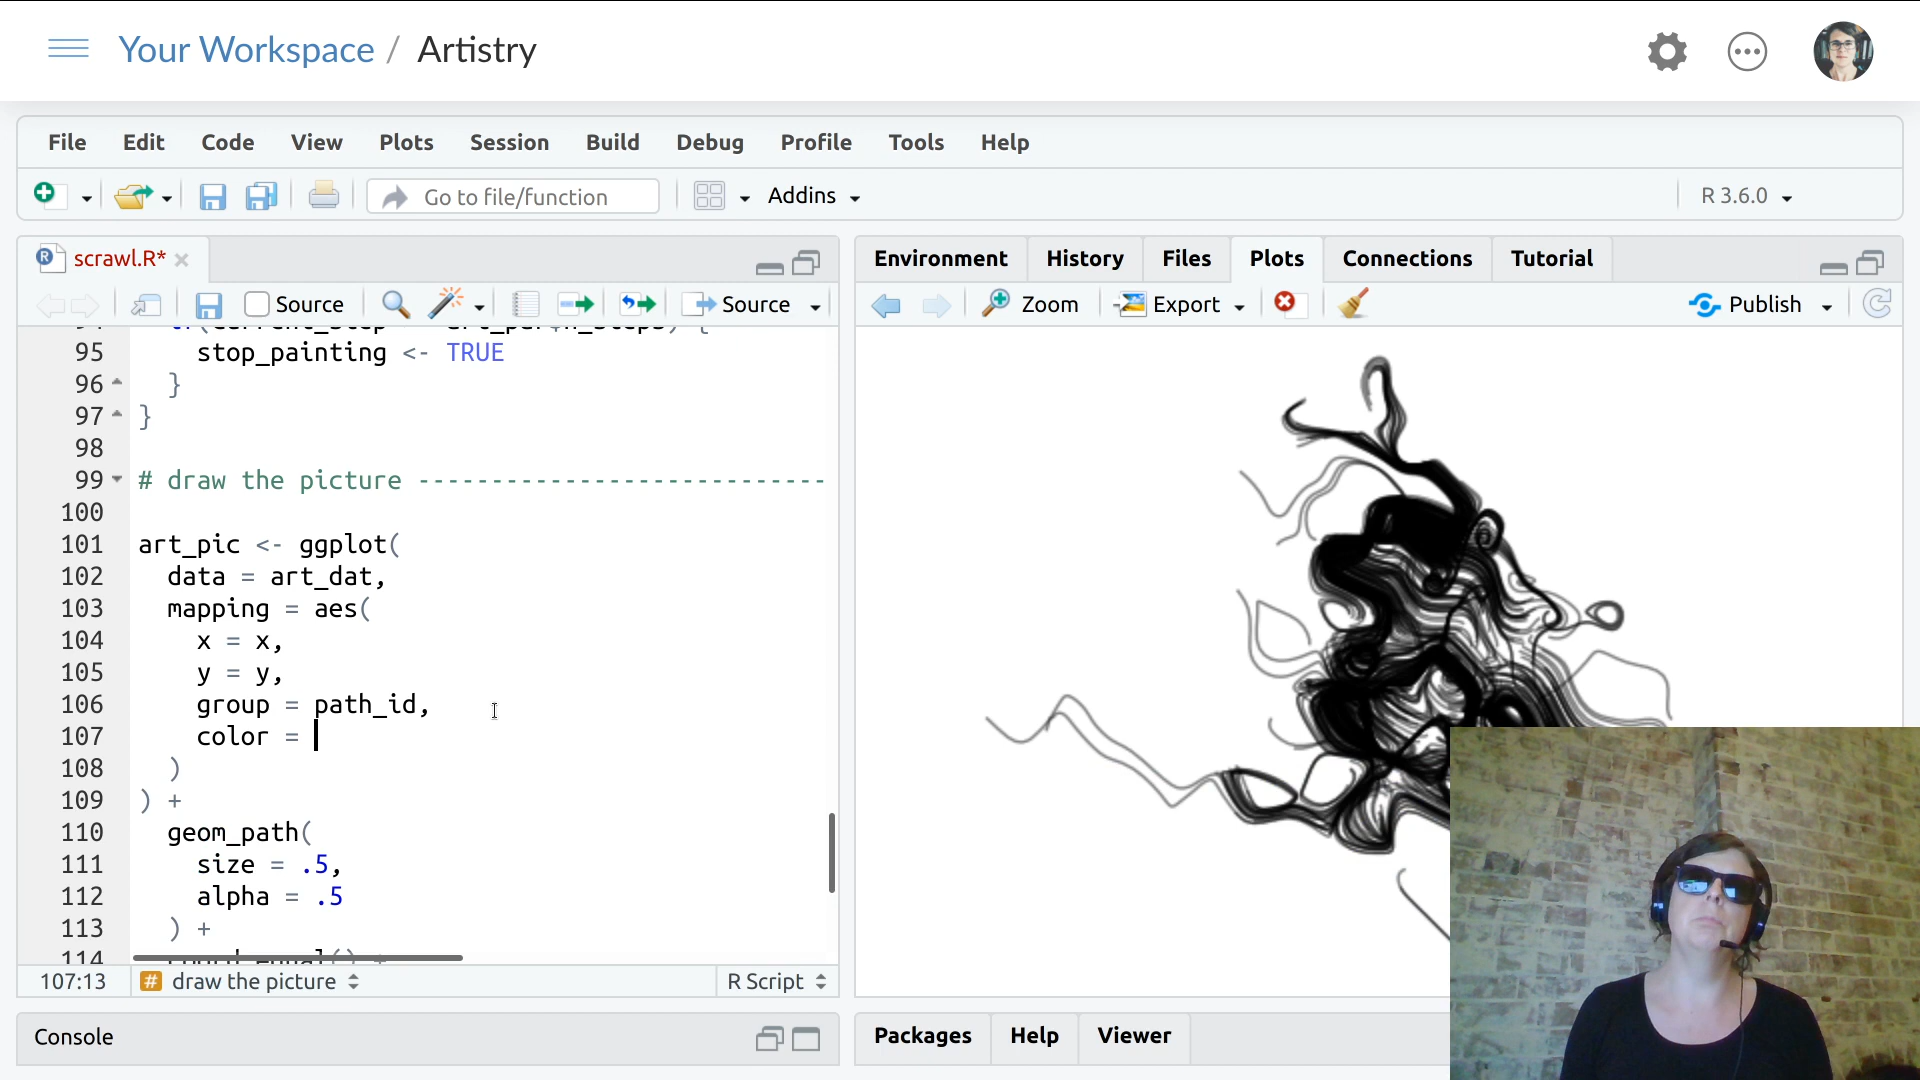 Your Workspace / Artistry
File Edit Code View Plots Session Build Debug Profile Tools Help
Go to file/function Addins R 3.6.0
scrawl.R*
Source Source
95 stop_painting <- TRUE
96 }
97 }
98
99 # draw the picture ----------------------------
100
101 art_pic <- ggplot(
102 data = art_dat,
103 mapping = aes(
104 x = x,
105 y = y,
106 group = path_id,
107 color =
108 )
109 ) +
110 geom_path(
111 size = .5,
112 alpha = .5
113 ) +
114 coord_equal() +
107:13 # draw the picture R Script
Console
Environment History Files Plots Connections Tutorial
Zoom Export Publish
Packages Help Viewer